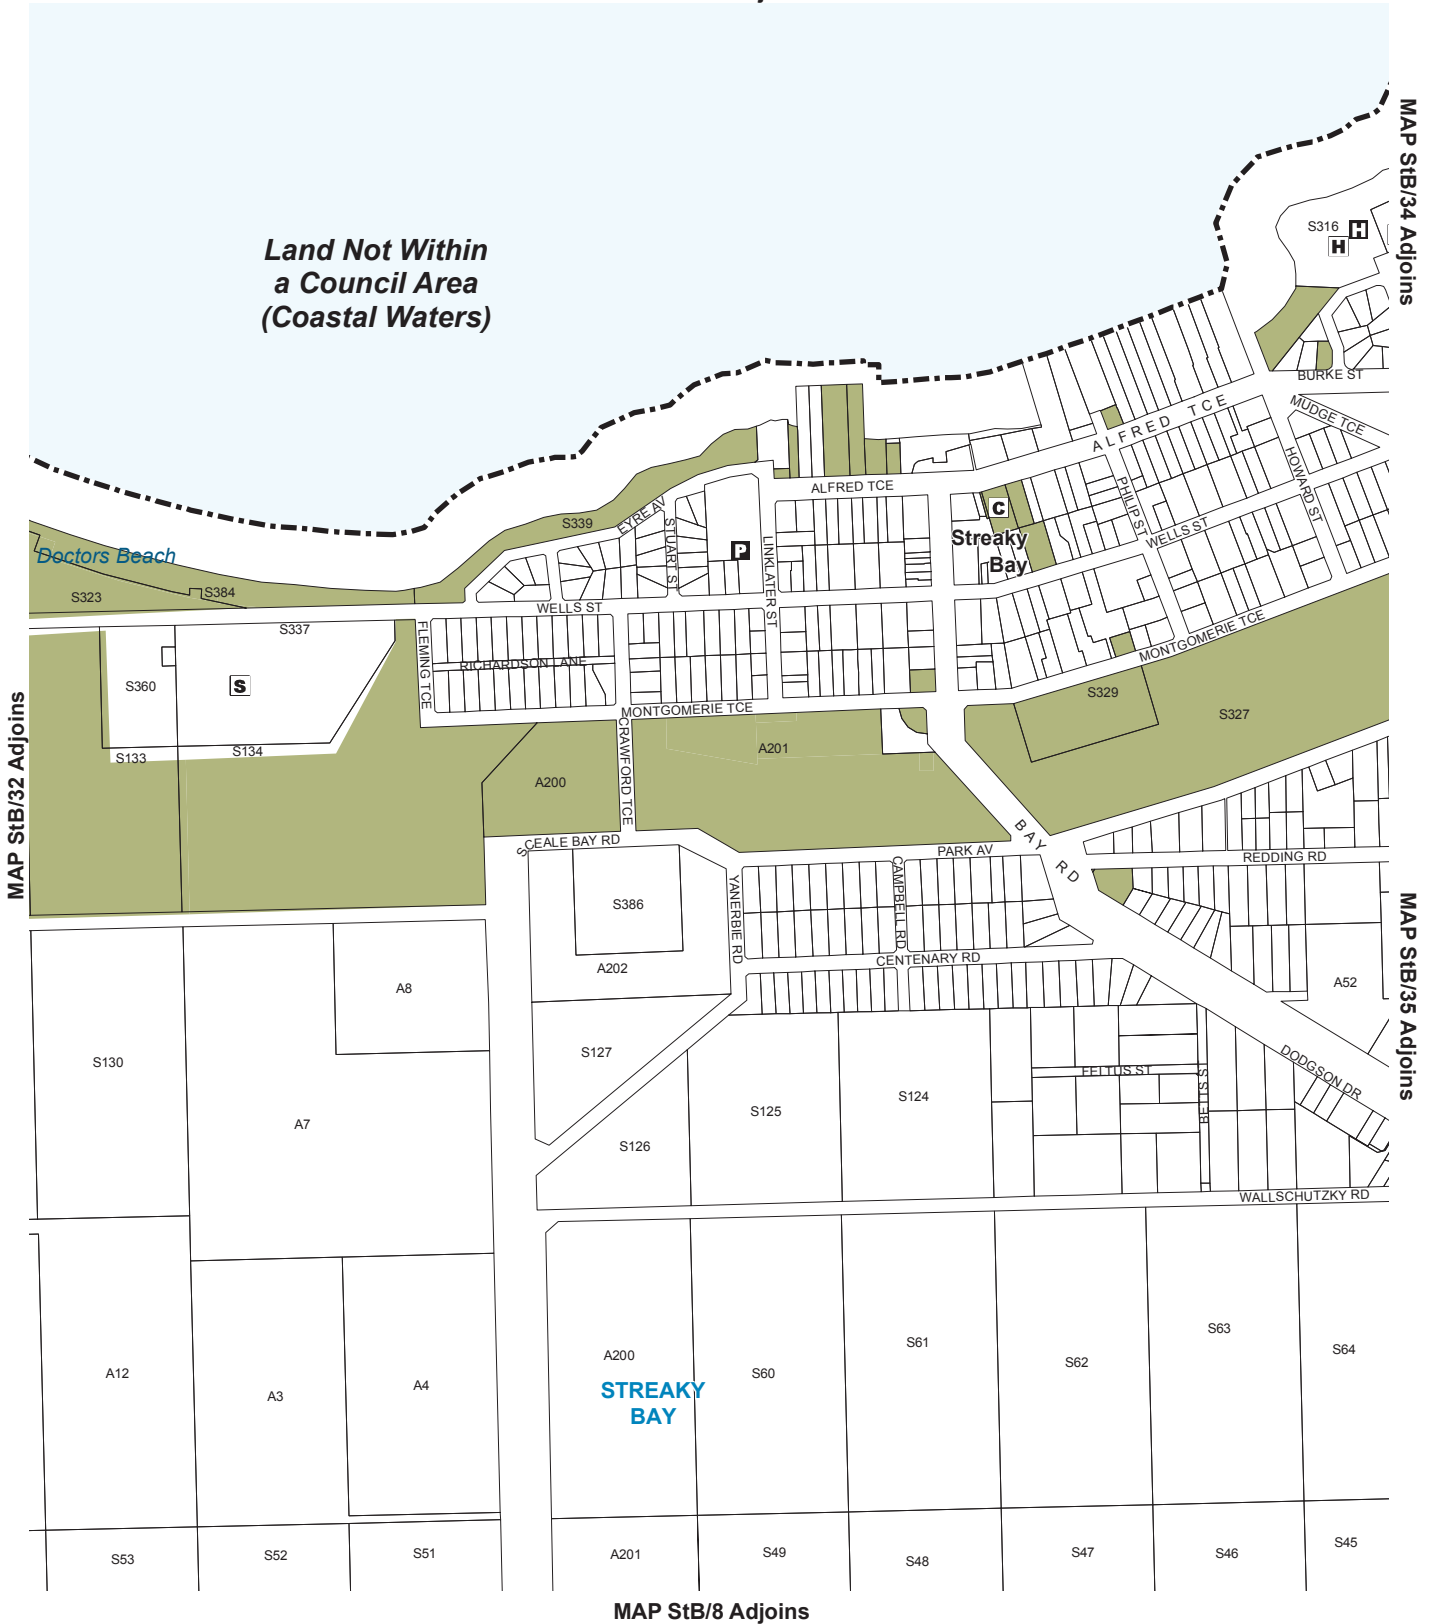 MAP StB/34 Adjoins
S316
H
H
Land Not Within
a Council Area
(Coastal Waters)
BURKE ST
MUDGE TCE
ALFRED TCE
HOWARD ST
PHILIP ST
ALFRED TCE
C
Streaky
Bay
WELLS ST
S339
EYRE AV
STUART ST
P
LINKLATER ST
Doctors Beach
S323
S384
WELLS ST
S337
FLEMING TCE
RICHARDSON LANE
MONTGOMERIE TCE
S360
S
S329
S327
MONTGOMERIE TCE
CRAWFORD TCE
A201
S133
S134
A200
MAP StB/32 Adjoins
SCEALE BAY RD
BAY RD
PARK AV
REDDING RD
YANERBIE RD
CAMPBELL RD
S386
A202
CENTENARY RD
MAP StB/35 Adjoins
A8
A52
S130
S127
DODGSON DR
FELTUS ST
BETTS ST
S125
S124
A7
S126
WALLSCHUTZKY RD
A12
A3
A4
A200
STREAKY
BAY
S60
S61
S62
S63
S64
S53
S52
S51
A201
S49
S48
S47
S46
S45
MAP StB/8 Adjoins